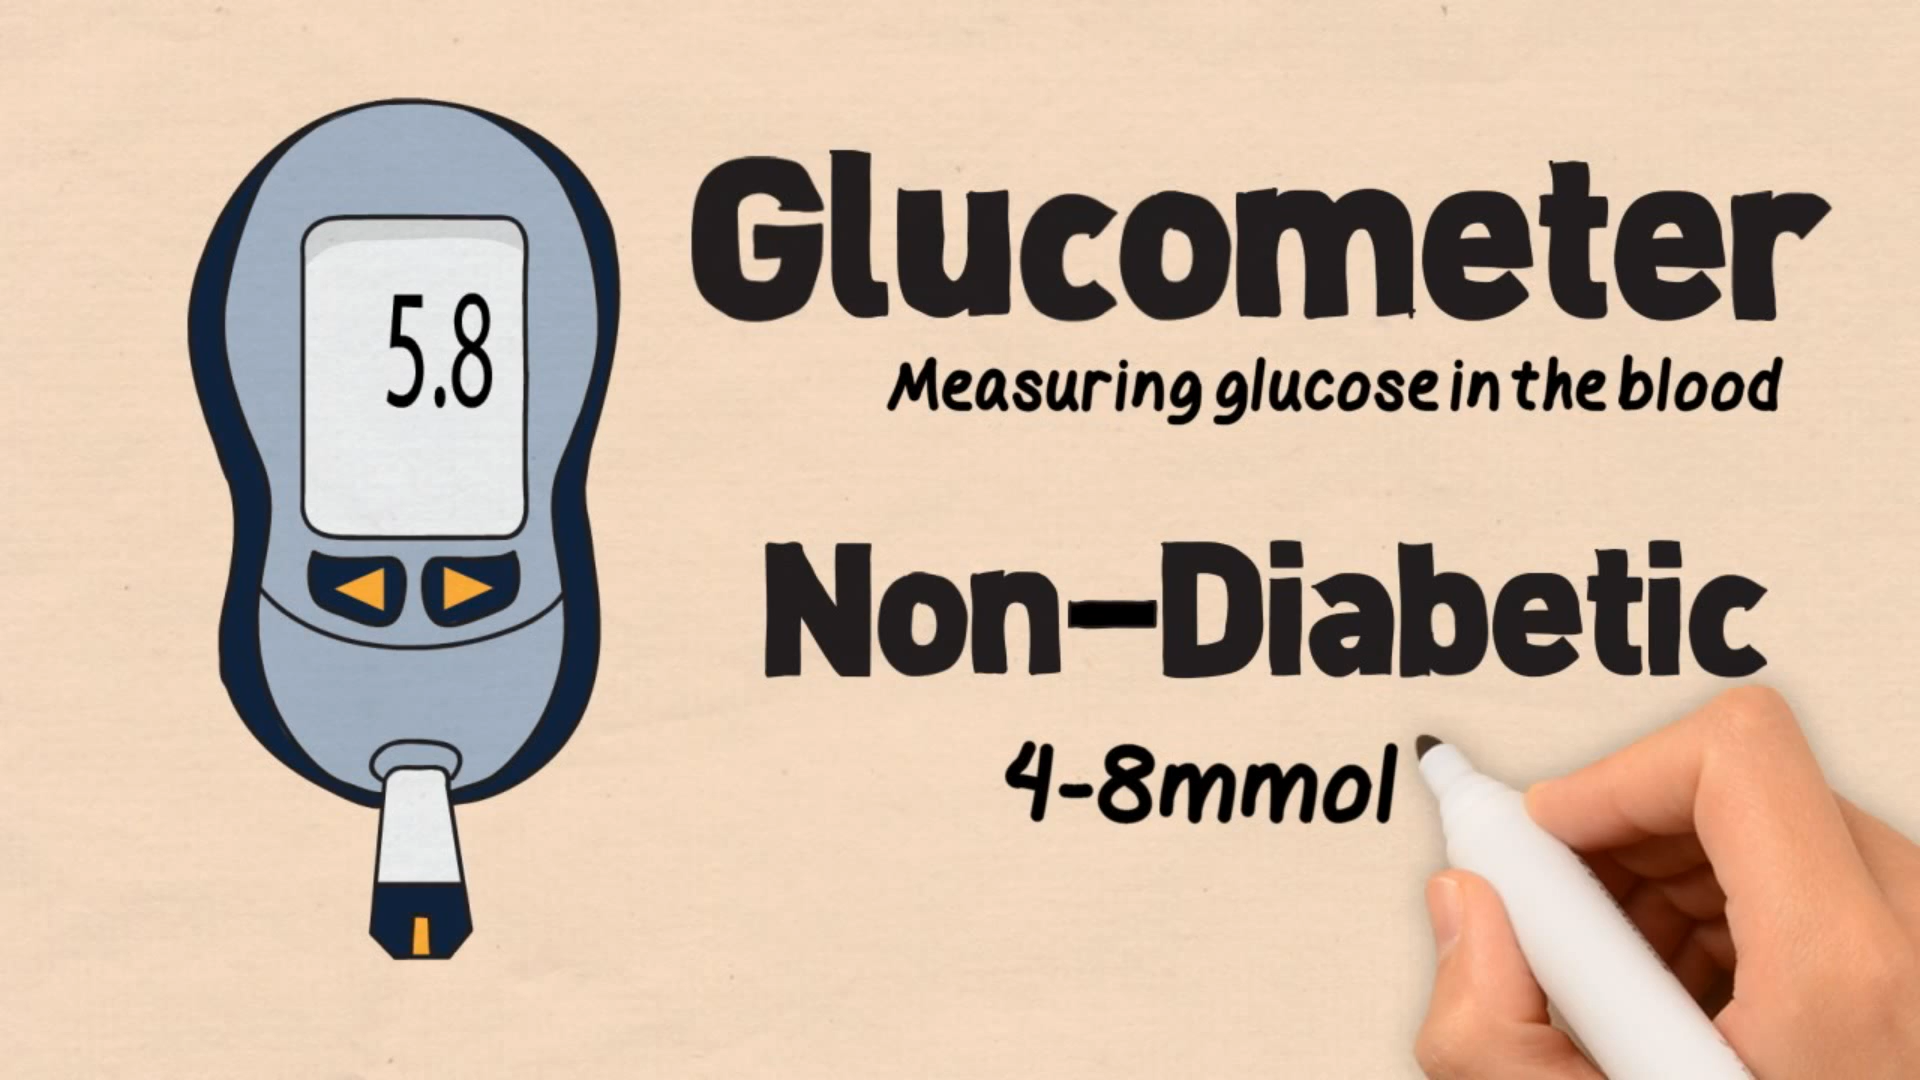 5.8
Glucometer
Measuring glucose in the blood
Non-Diabetic
4-8mmol